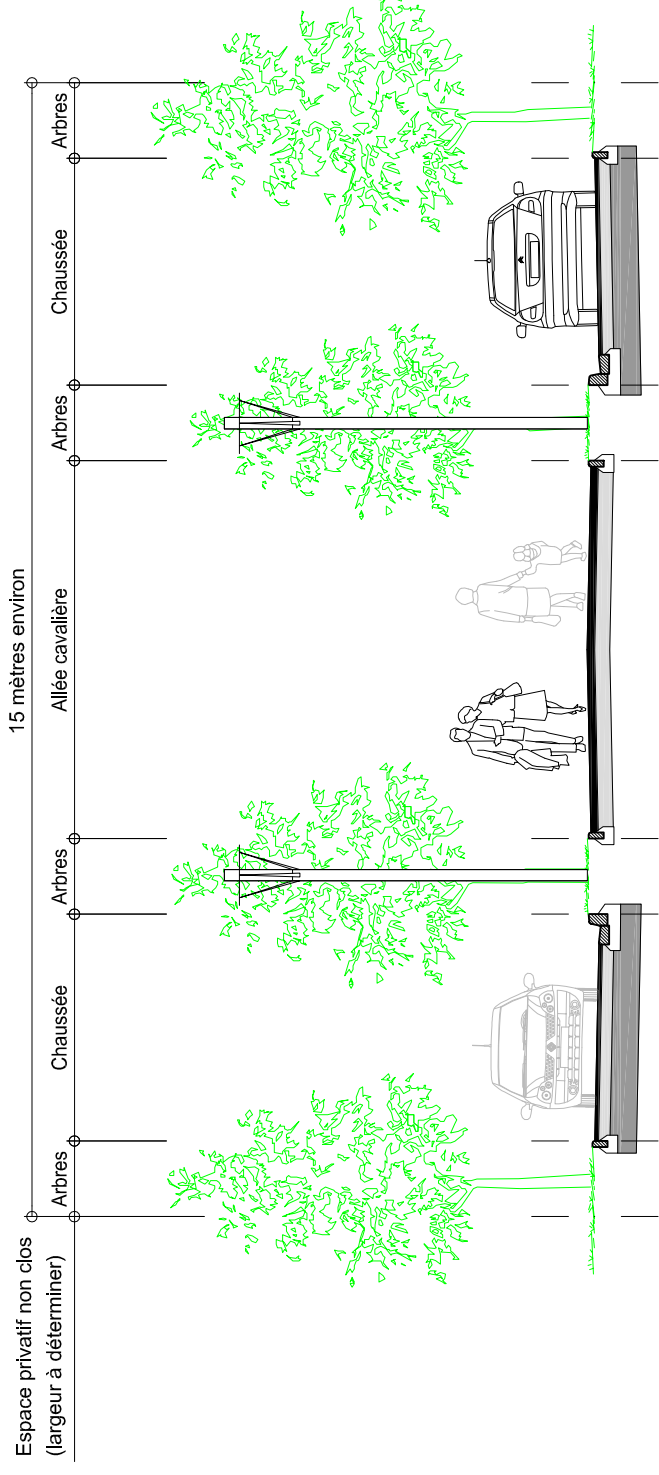 15 mètres environ
Espace privatif non clos
(largeur à déterminer)
Arbres
Chaussée
Arbres
Allée cavalière
Arbres
Chaussée
Arbres